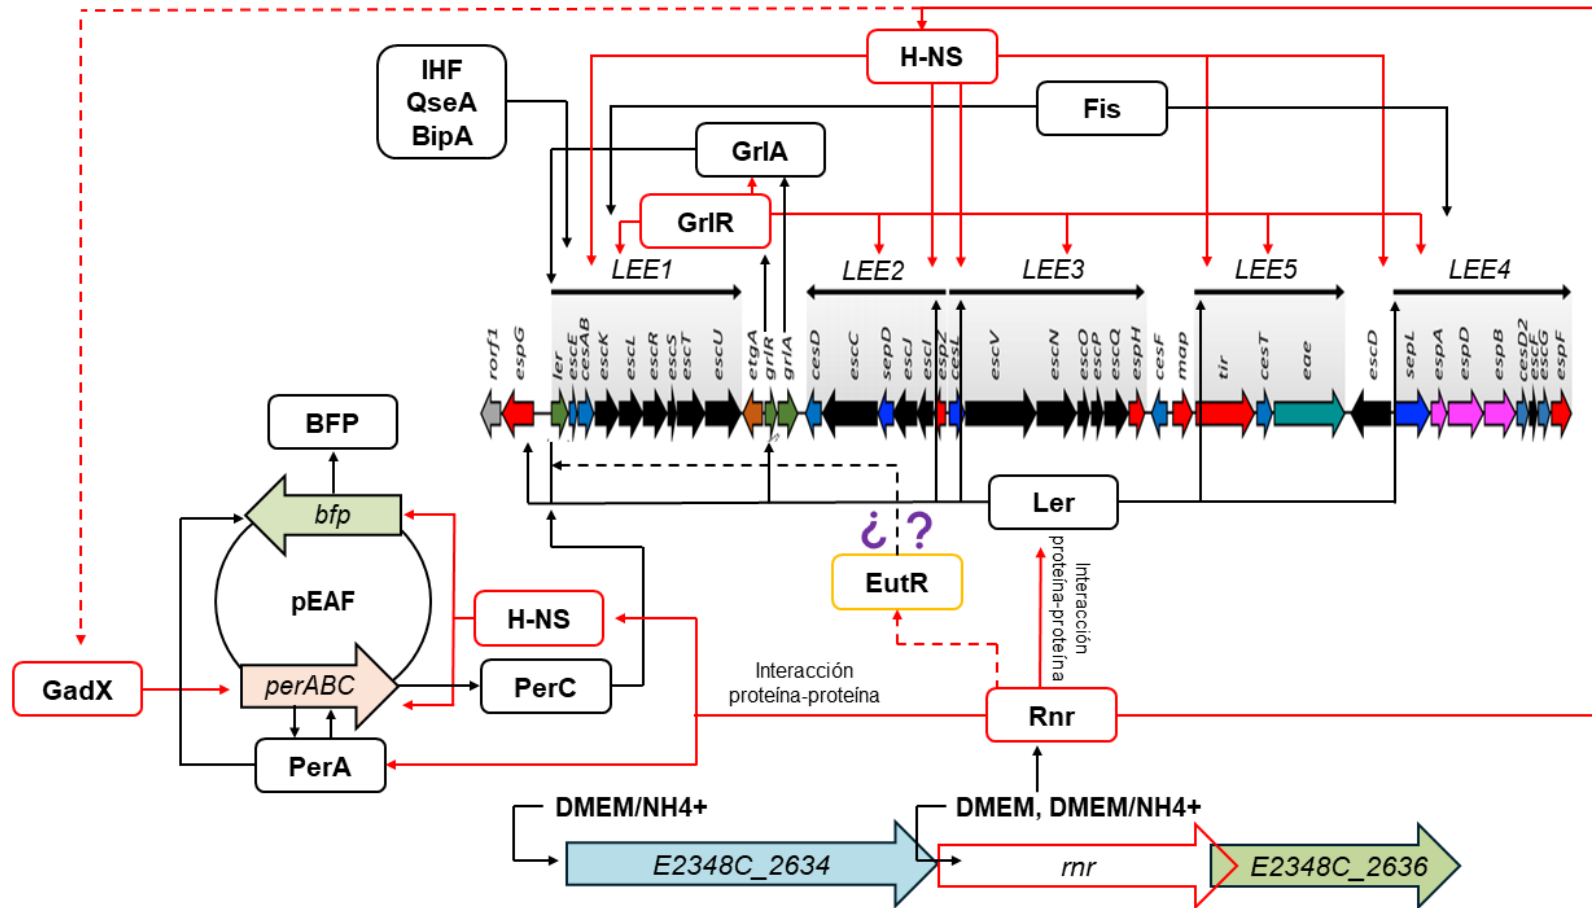 H-NS
IHF
QseA
BipA
Fis
GrlA
GrlR
LEE1
LEE2
LEE3
LEE5
LEE4
rorf1
espG
ler
escE
cesAB
escK
escL
escR
escS
escT
escU
etgA
grlR
grlA
cesD
escC
sepD
escJ
escI
espZ
cesL
escV
escN
escO
escP
escQ
espH
cesF
map
tir
cesT
eae
escD
sepL
espA
espD
espB
cesD2
escF
escG
espF
BFP
bfp
Ler
¿ ?
EutR
Interacción
proteína-proteína
pEAF
H-NS
GadX
perABC
PerC
Interacción
proteína-proteína
Rnr
PerA
DMEM/NH4+
DMEM, DMEM/NH4+
E2348C_2634
rnr
E2348C_2636